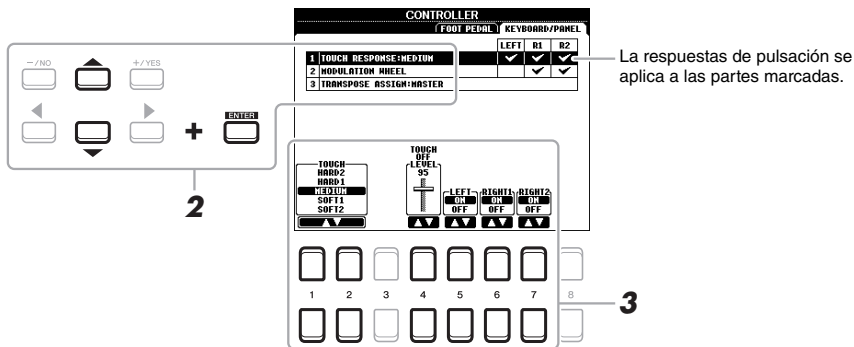 CONTROLLER
FOOT PEDAL KEYBOARD/PANEL
LEFT R1 R2
1 TOUCH RESPONSE:MEDIUM
2 MODULATION WHEEL
3 TRANSPOSE ASSIGN:MASTER
La respuestas de pulsación se
aplica a las partes marcadas.
–/NO +/YES
ENTER
+
2
TOUCH
HARD2
HARD1
MEDIUM
SOFT1
SOFT2
TOUCH
OFF
LEVEL
95
LEFT RIGHT1 RIGHT2
ON ON ON
OFF OFF OFF
1 2 3 4 5 6 7 8
3